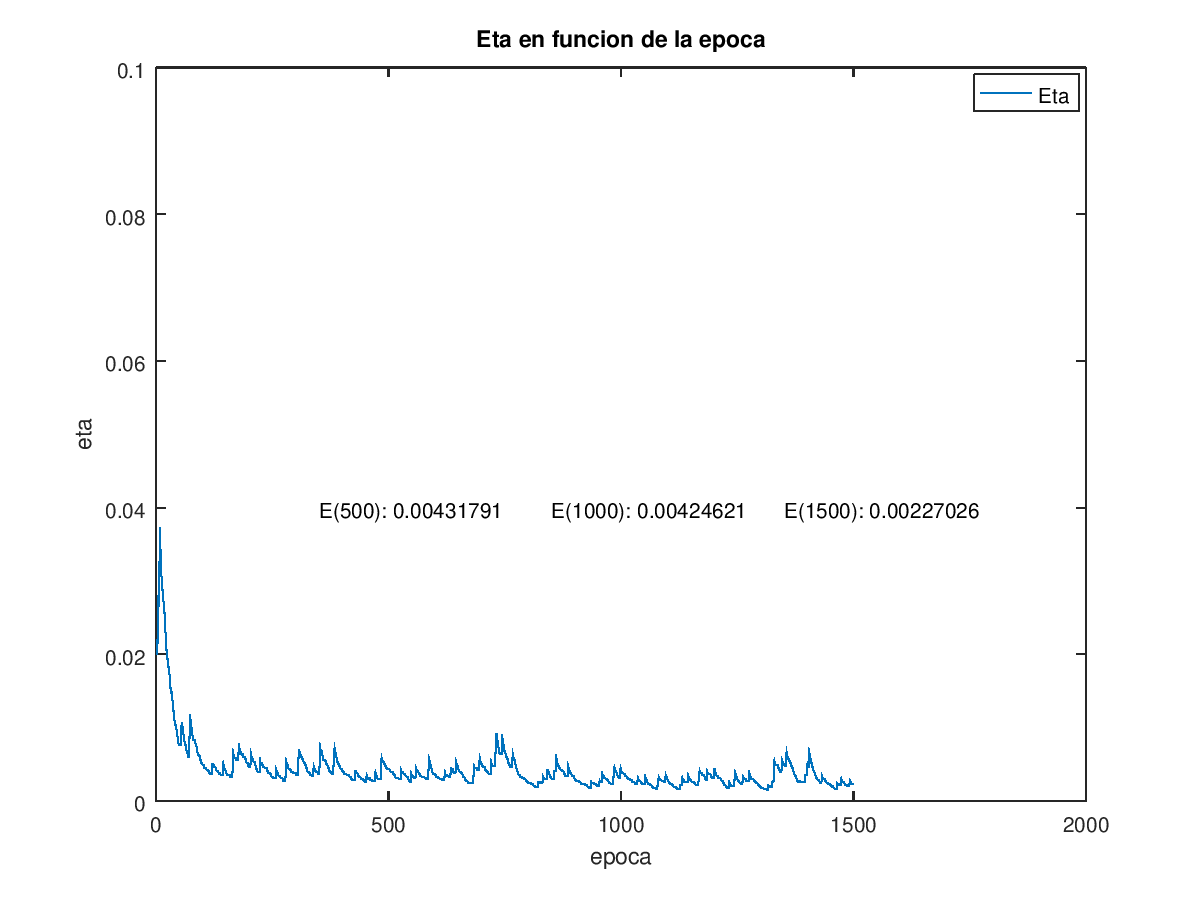 Eta en funcion de la epoca
0.1
Eta
0.08
0.06
eta
0.04
E(500): 0.00431791
E(1000): 0.00424621
E(1500): 0.00227026
0.02
0
0
500
1000
1500
2000
epoca